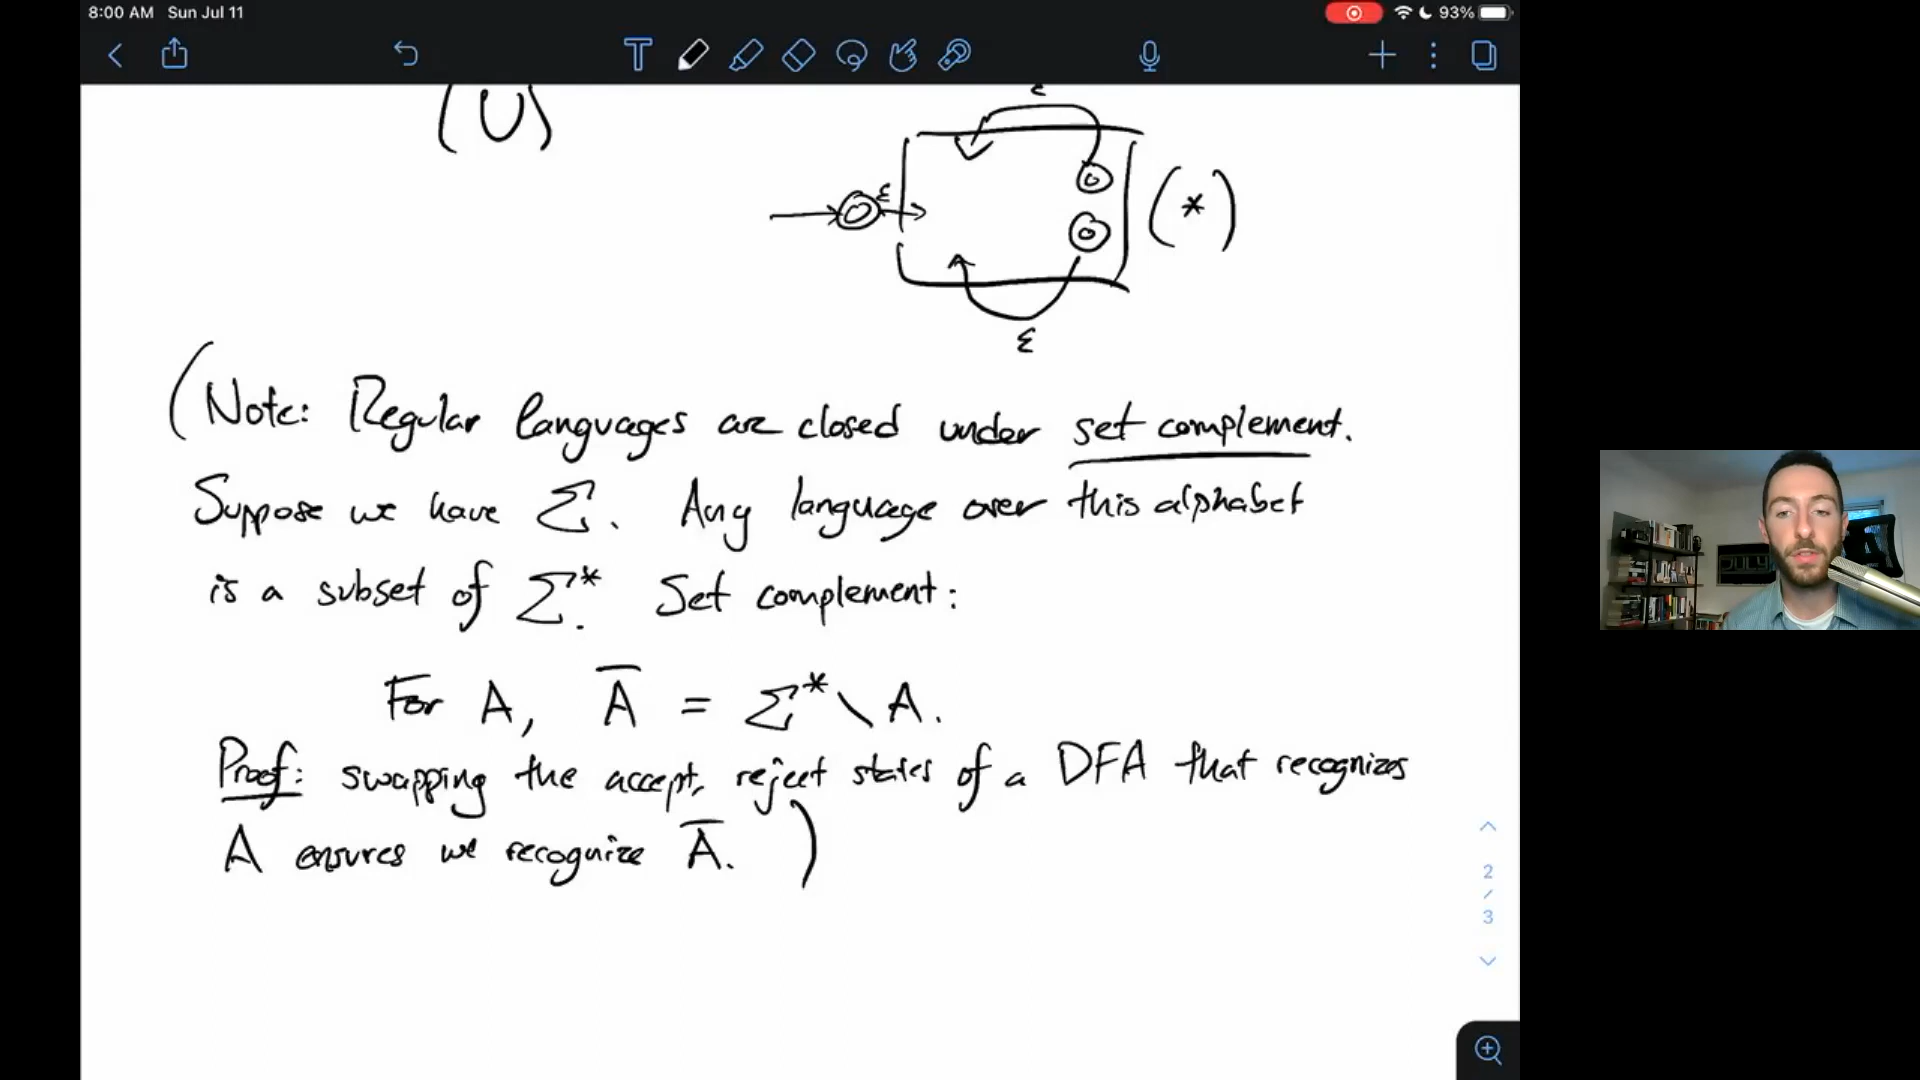 8:00 AM Sun Jul 11
93%
T
ε
(∪)
ε
(*)
ε
(Note: Regular languages are closed under set complement.
Suppose we have Σ. Any language over this alphabet
is a subset of Σ*. Set complement:
For A, A̅ = Σ* \ A.
Proof: swapping the accept, reject states of a DFA that recognizes
A ensures we recognize A̅. )
2
/
3